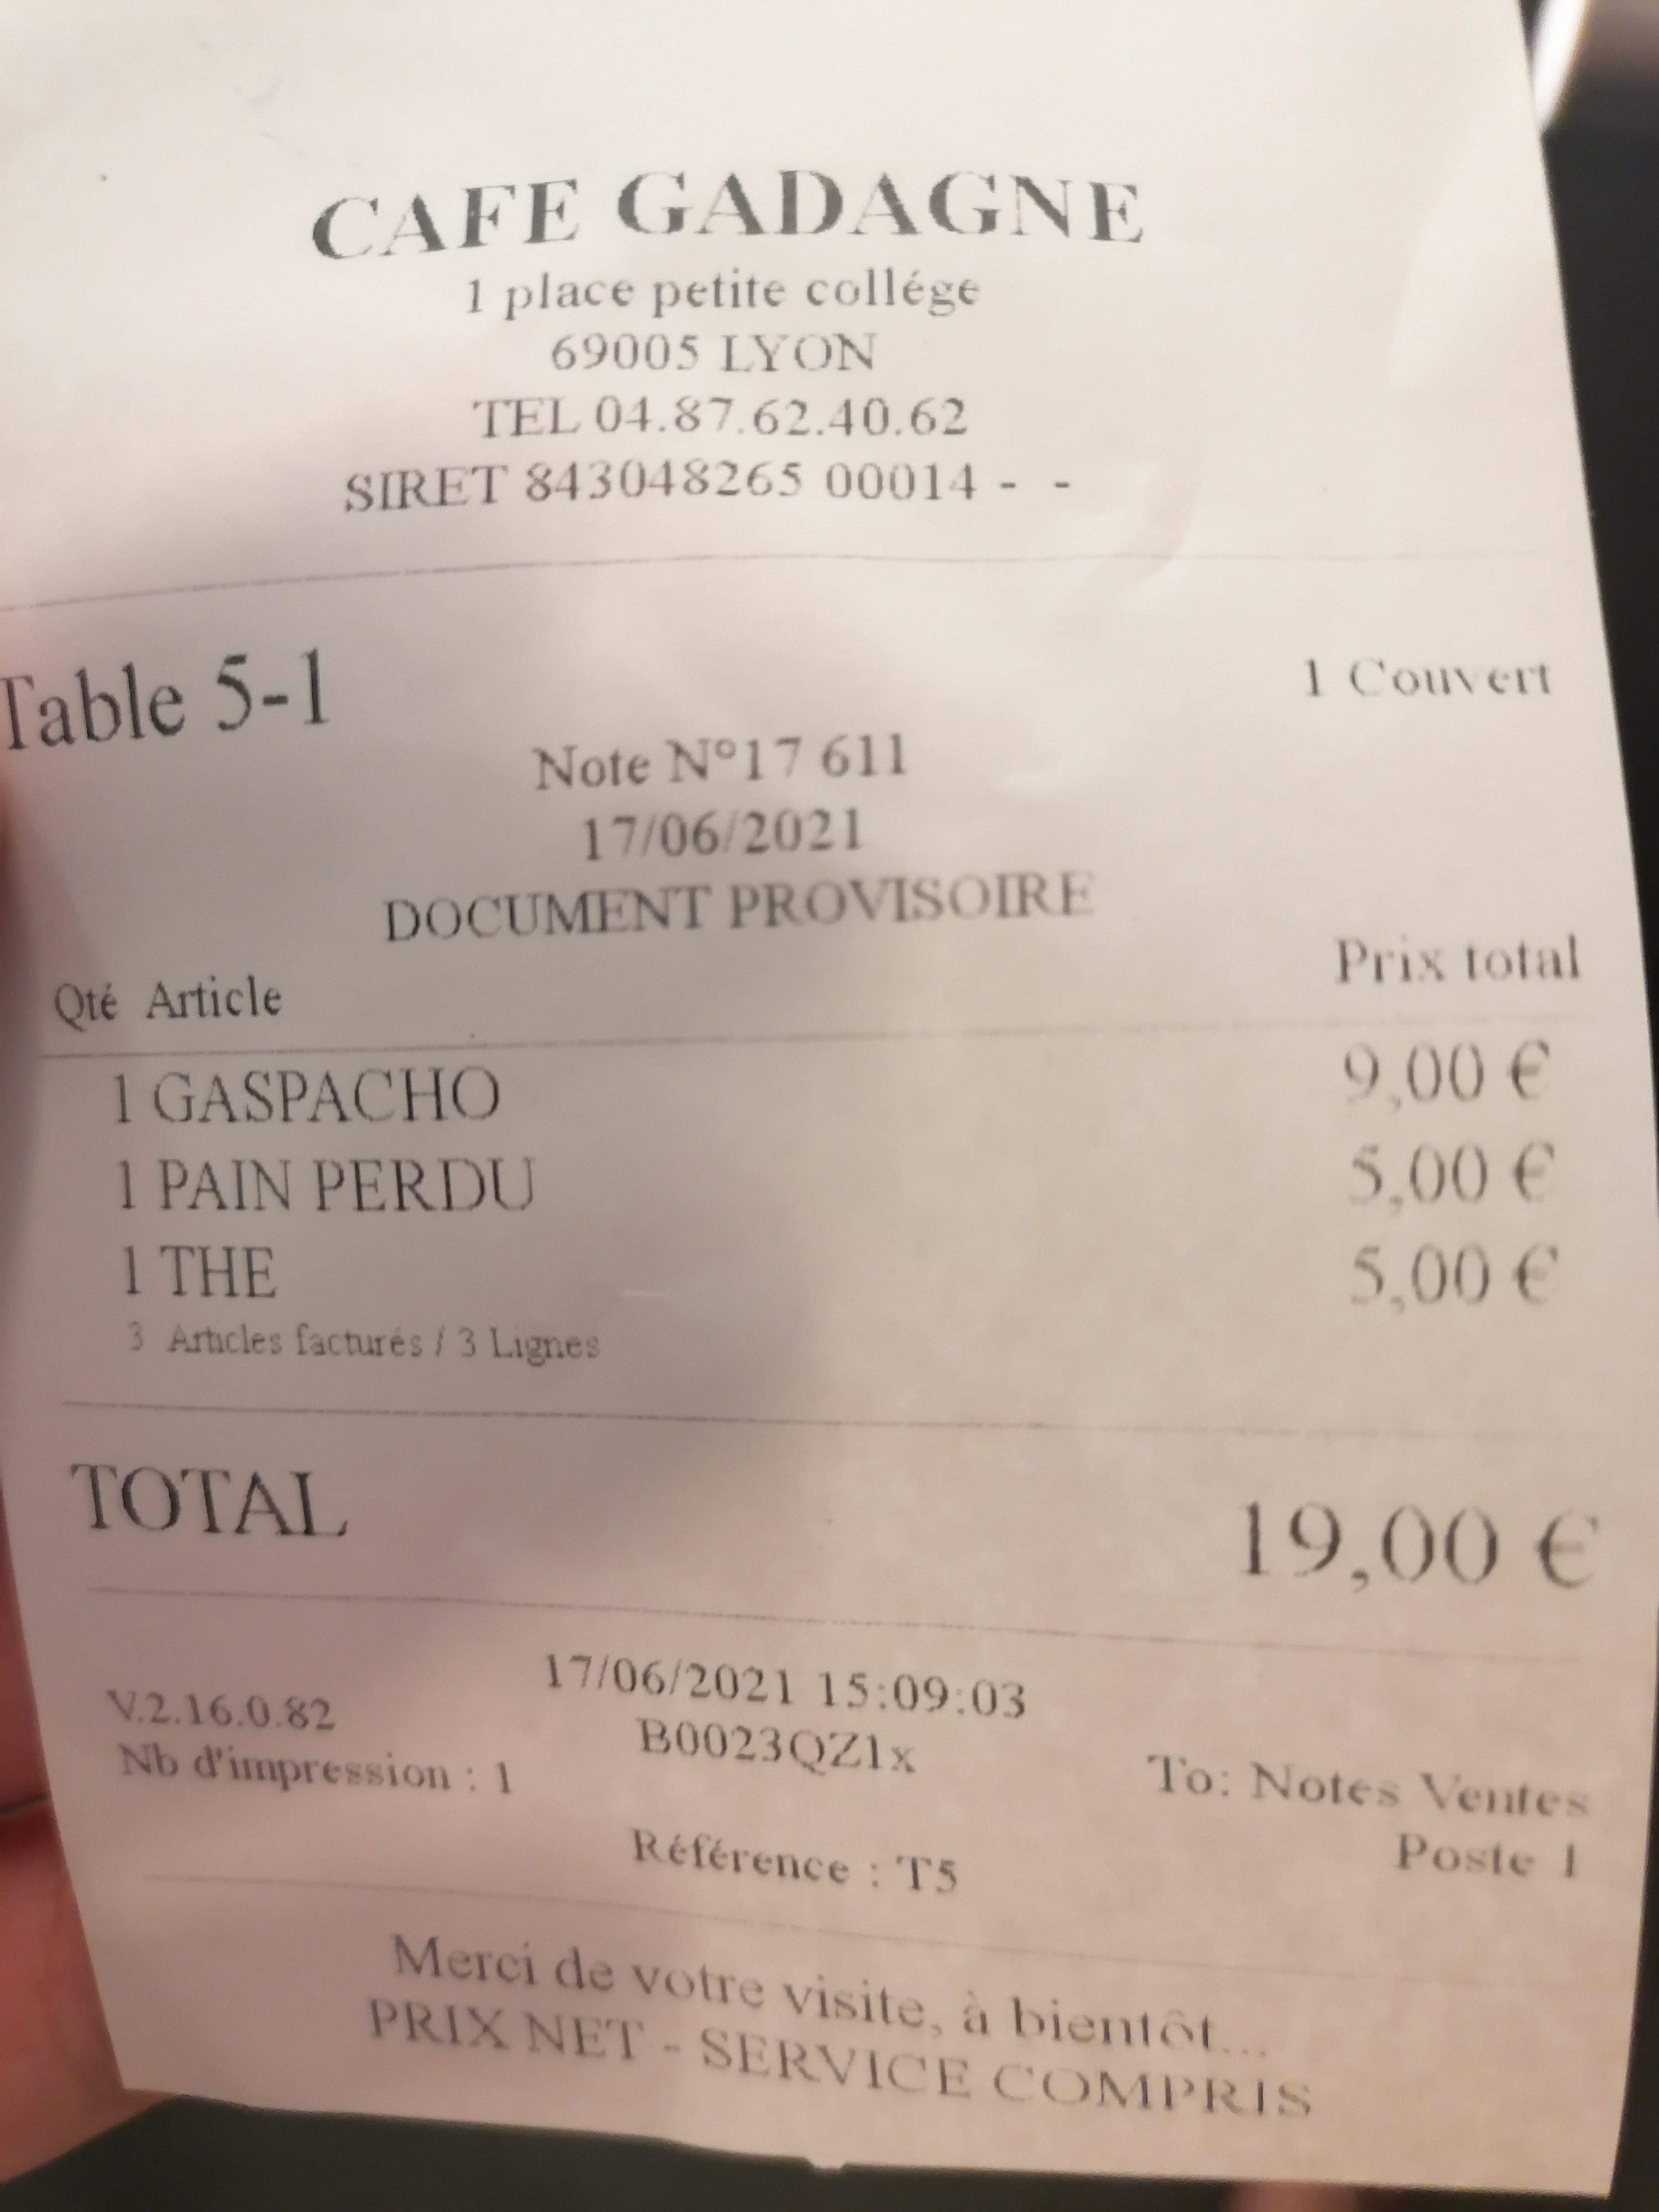 CAFE GADAGNE
1 place petite collége
69005 LYON
TEL 04.87.62.40.62
SIRET 843048265 00014 - -
Table 5-1
1 Couvert
Note N°17 611
17/06/2021
DOCUMENT PROVISOIRE
Qté Article Prix total
1 GASPACHO 9,00 €
1 PAIN PERDU 5,00 €
1 THE 5,00 €
3 Articles facturés / 3 Lignes
TOTAL 19,00 €
17/06/2021 15:09:03
V.2.16.0.82 B0023QZ1x
Nb d'impression : 1 To: Notes Ventes
Référence : T5 Poste 1
Merci de votre visite, à bientôt...
PRIX NET - SERVICE COMPRIS